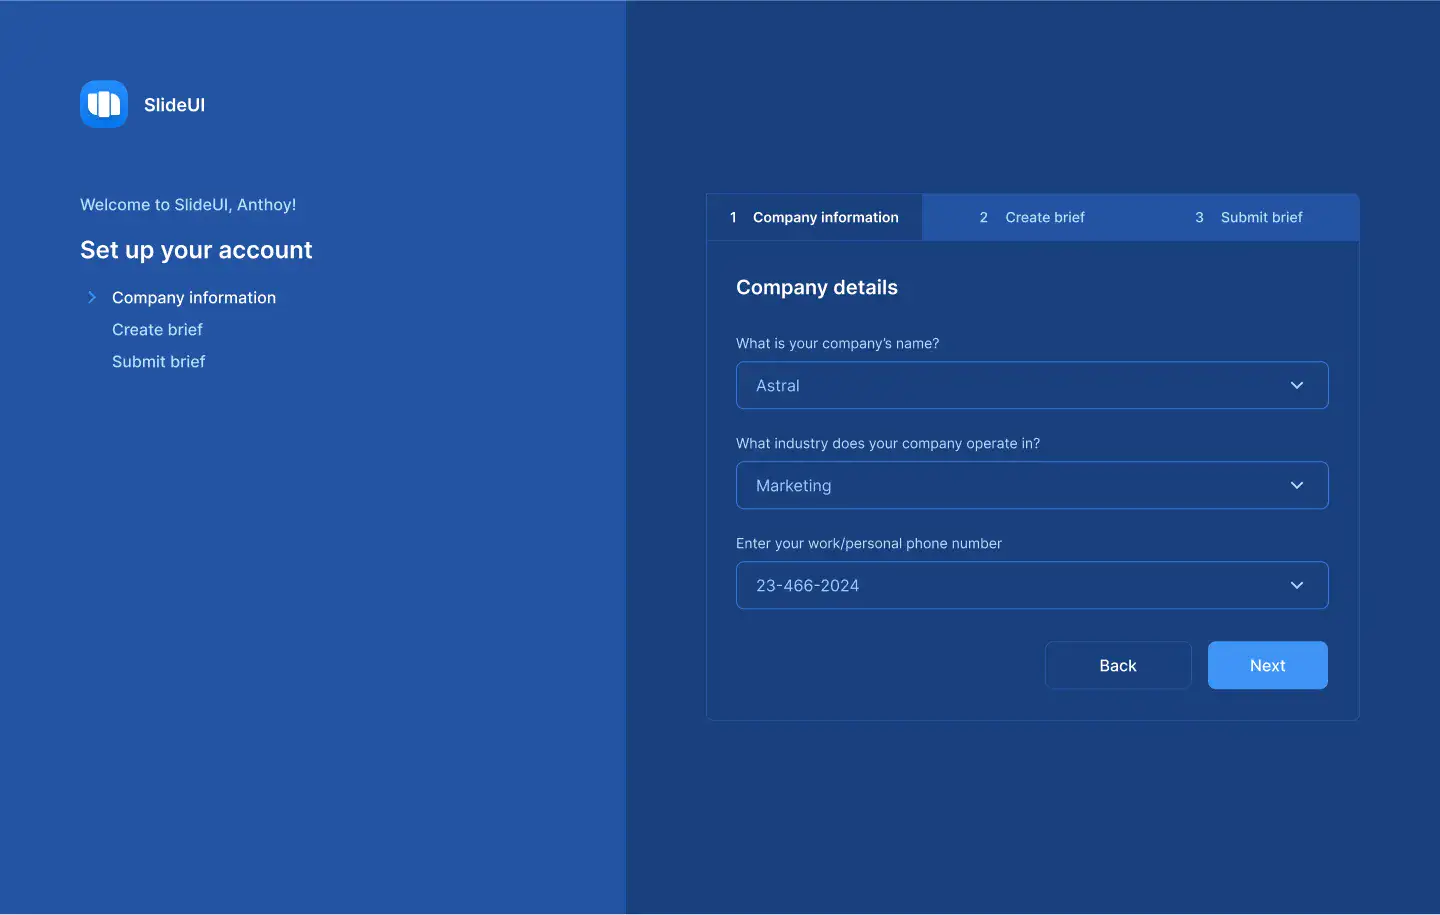 SlideUI
Welcome to SlideUI, Anthoy!
Set up your account
Company information
Create brief
Submit brief
1 Company information 2 Create brief 3 Submit brief
Company details
What is your company’s name?
Astral
What industry does your company operate in?
Marketing
Enter your work/personal phone number
23-466-2024
Back Next